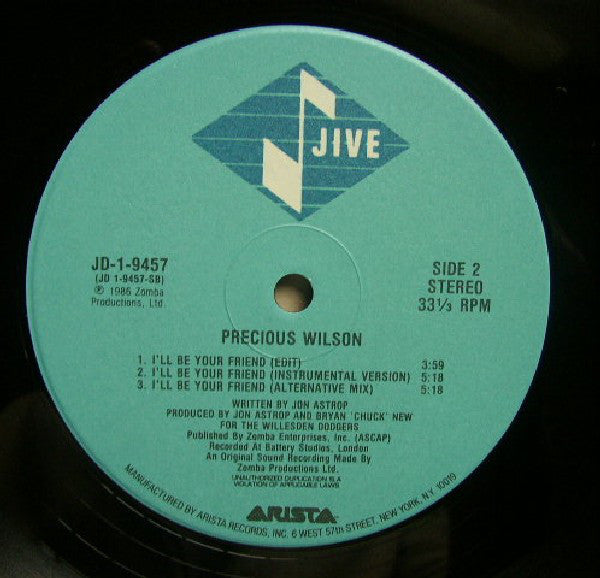 JIVE
JD-1-9457
(JD 1-9457-SB)
℗ 1985 Zomba
Productions, Ltd.
SIDE 2
STEREO
33⅓ RPM
PRECIOUS WILSON
1. I'LL BE YOUR FRIEND (EDIT) 3:59
2. I'LL BE YOUR FRIEND (INSTRUMENTAL VERSION) 5:18
3. I'LL BE YOUR FRIEND (ALTERNATIVE MIX) 5:18
WRITTEN BY JON ASTROP
PRODUCED BY JON ASTROP AND BRYAN "CHUCK" NEW
FOR THE WILLESDEN DODGERS
Published By Zomba Enterprises, Inc. (ASCAP)
Recorded At Battery Studios, London
An Original Sound Recording Made By
Zomba Productions Ltd.
UNAUTHORIZED DUPLICATION IS A
VIOLATION OF APPLICABLE LAWS
ARISTA
MANUFACTURED BY ARISTA RECORDS, INC. 6 WEST 57th STREET, NEW YORK, NY 10019